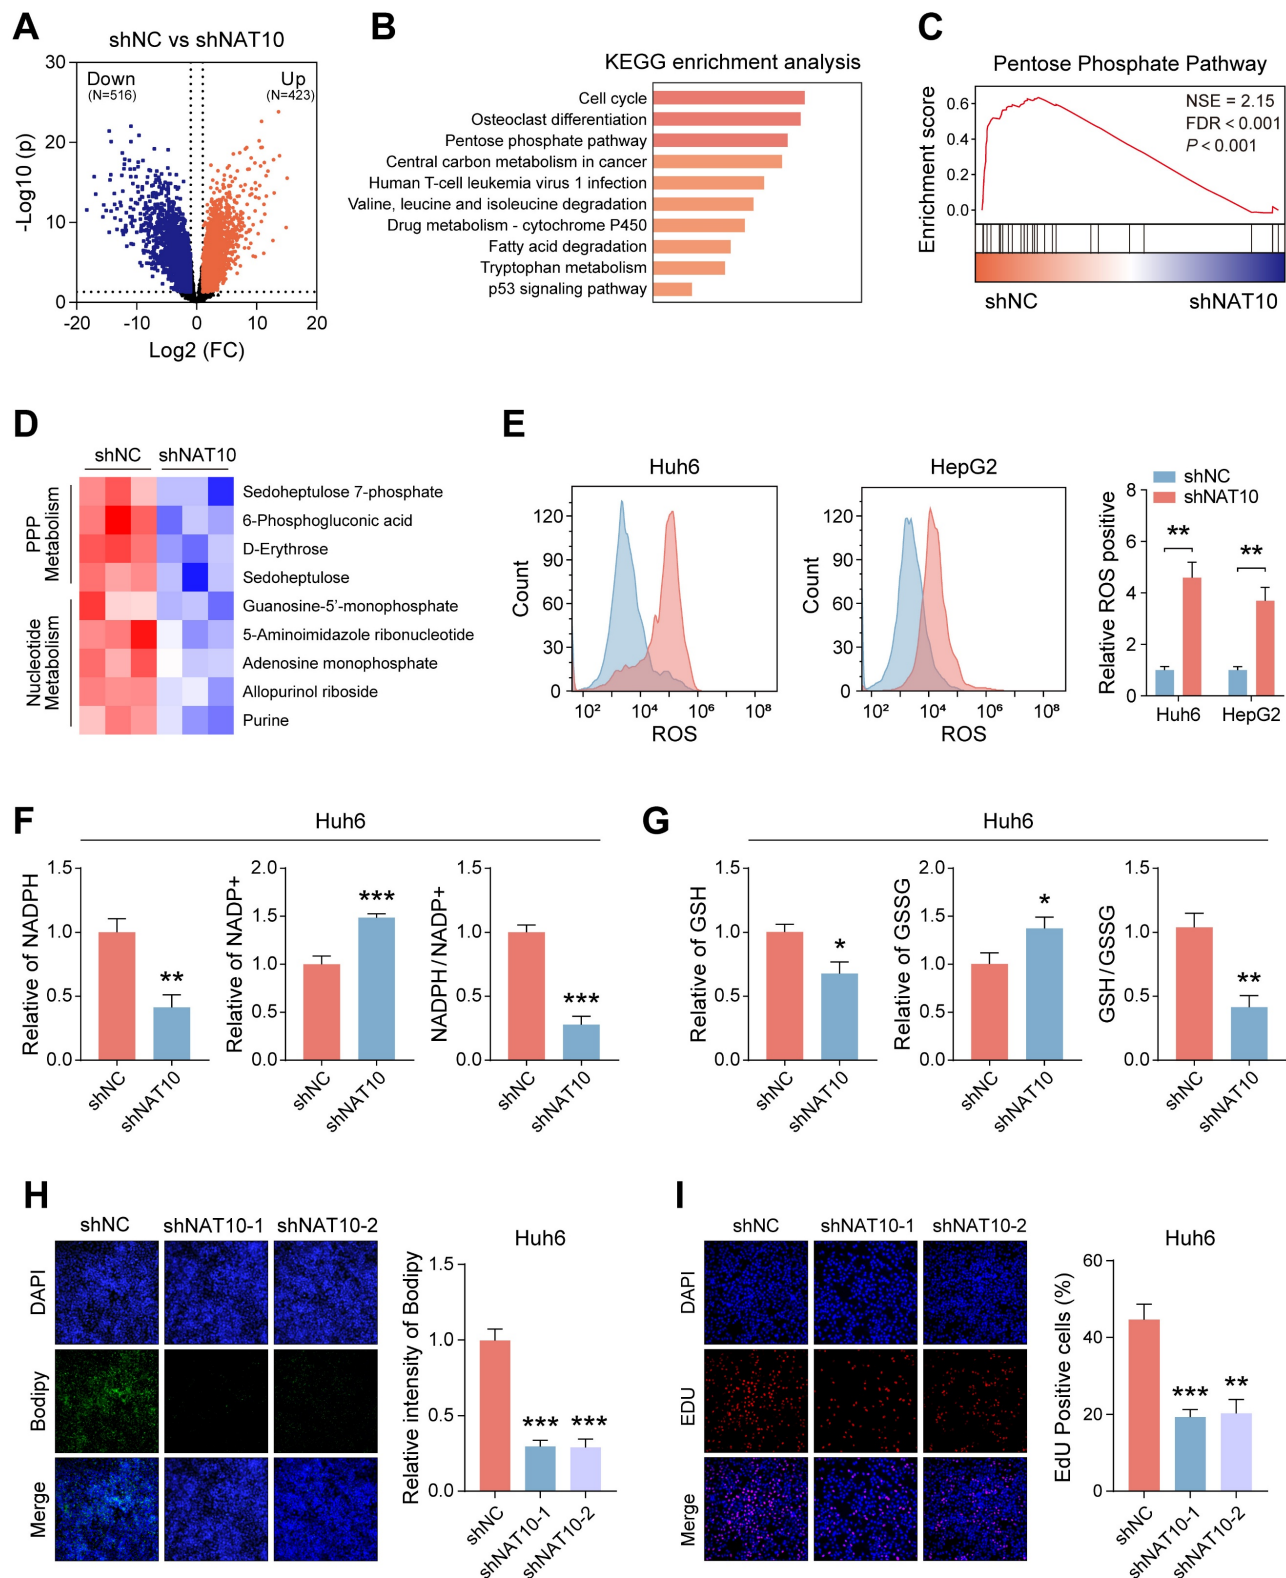 A
shNC vs shNAT10
Down
(N=516)
Up
(N=423)
-Log10 (p)
30
20
10
0
-20
-10
0
10
20
Log2 (FC)
B
KEGG enrichment analysis
Cell cycle
Osteoclast differentiation
Pentose phosphate pathway
Central carbon metabolism in cancer
Human T-cell leukemia virus 1 infection
Valine, leucine and isoleucine degradation
Drug metabolism - cytochrome P450
Fatty acid degradation
Tryptophan metabolism
p53 signaling pathway
C
Pentose Phosphate Pathway
Enrichment score
0.6
0.4
0.2
0.0
NSE = 2.15
FDR < 0.001
P < 0.001
shNC
shNAT10
D
shNC
shNAT10
PPP
Metabolism
Nucleotide
Metabolism
Sedoheptulose 7-phosphate
6-Phosphogluconic acid
D-Erythrose
Sedoheptulose
Guanosine-5'-monophosphate
5-Aminoimidazole ribonucleotide
Adenosine monophosphate
Allopurinol riboside
Purine
E
Huh6
Count
120
90
60
30
0
10² 10⁴ 10⁶ 10⁸
ROS
HepG2
Count
120
90
60
30
0
10² 10⁴ 10⁶ 10⁸
ROS
shNC
shNAT10
Relative ROS positive
8
6
4
2
0
**
**
Huh6
HepG2
F
Huh6
Relative of NADPH
1.5
1.0
0.5
0.0
**
shNC
shNAT10
Relative of NADP+
2.0
1.5
1.0
0.5
0.0
***
shNC
shNAT10
NADPH/NADP+
1.5
1.0
0.5
0.0
***
shNC
shNAT10
G
Huh6
Relative of GSH
1.5
1.0
0.5
0.0
*
shNC
shNAT10
Relative of GSSG
2.0
1.5
1.0
0.5
0.0
*
shNC
shNAT10
GSH/GSSG
1.5
1.0
0.5
0.0
**
shNC
shNAT10
H
shNC
shNAT10-1
shNAT10-2
DAPI
Bodipy
Merge
Huh6
Relative intensity of Bodipy
1.5
1.0
0.5
0.0
***
***
shNC
shNAT10-1
shNAT10-2
I
shNC
shNAT10-1
shNAT10-2
DAPI
EDU
Merge
Huh6
EdU Positive cells (%)
60
40
20
0
***
**
shNC
shNAT10-1
shNAT10-2